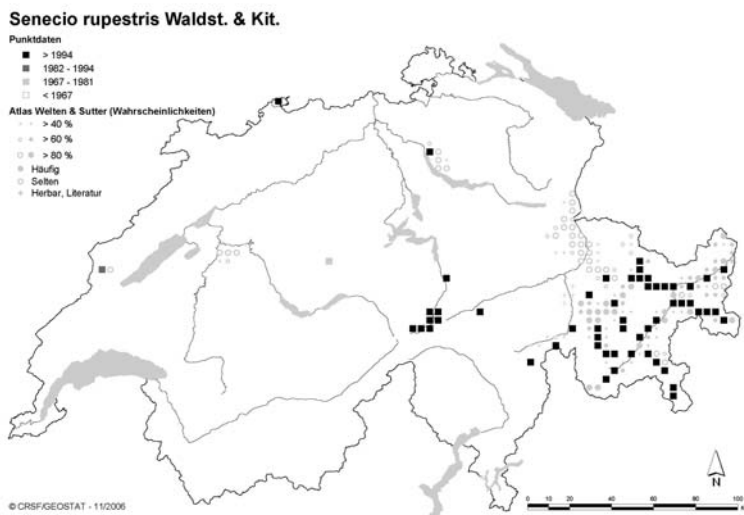 Senecio rupestris Waldst. & Kit.
Punktdaten
> 1994
1982 - 1994
1967 - 1981
< 1967
Atlas Welten & Sutter (Wahrscheinlichkeiten)
> 40 %
> 60 %
> 80 %
Häufig
Selten
Herbar, Literatur
N
0 20 40 60 80 100
© CRSF/GEOSTAT - 11/2006